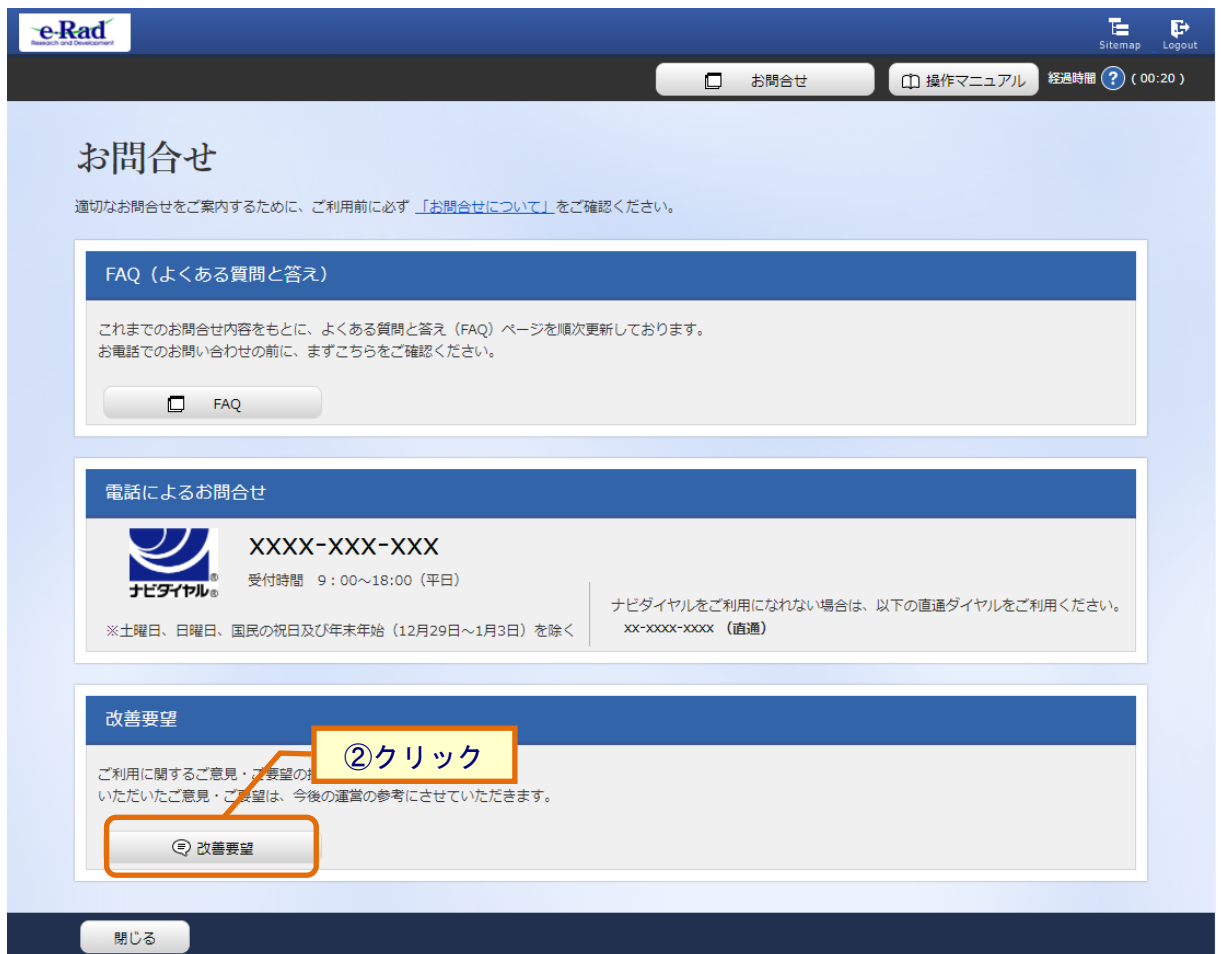 e-Rad
Research and Development
Sitemap
Logout
お問合せ
操作マニュアル
経過時間 ? ( 00:20 )
お問合せ
適切なお問合せをご案内するために、ご利用前に必ず 「お問合せについて」 をご確認ください。
FAQ（よくある質問と答え）
これまでのお問合せ内容をもとに、よくある質問と答え（FAQ）ページを順次更新しております。
お電話でのお問い合わせの前に、まずこちらをご確認ください。
FAQ
電話によるお問合せ
ナビダイヤル®
XXXX-XXX-XXX
受付時間　9：00～18:00（平日）
※土曜日、日曜日、国民の祝日及び年末年始（12月29日～1月3日）を除く
ナビダイヤルをご利用になれない場合は、以下の直通ダイヤルをご利用ください。
xx-xxxx-xxxx （直通）
改善要望
②クリック
ご利用に関するご意見・ご要望の
いただいたご意見・ご要望は、今後の運営の参考にさせていただきます。
改善要望
閉じる